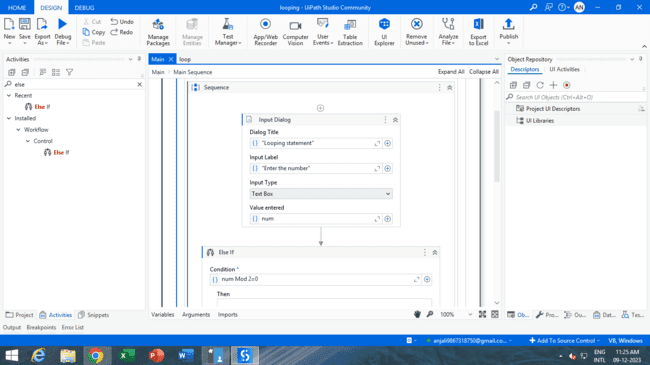 HOME
DESIGN
DEBUG
looping - UiPath Studio Community
AN
New
Save
Export As
Debug File
Cut
Copy
Paste
Undo
Redo
Manage Packages
Manage Entities
Test Manager
App/Web Recorder
Computer Vision
User Events
Table Extraction
UI Explorer
Remove Unused
Analyze File
Export to Excel
Publish
Activities
else
Recent
Else If
Installed
Workflow
Control
Else If
Main
loop
Main
Main Sequence
Expand All
Collapse All
Sequence
Input Dialog
Dialog Title
"Looping statement"
Input Label
"Enter the number"
Input Type
Text Box
Value entered
num
Else If
Condition *
num Mod 2=0
Then
Object Repository
Descriptors
UI Activities
Search UI Objects (Ctrl+Alt+O)
Project UI Descriptors
UI Libraries
Project
Activities
Snippets
Variables
Arguments
Imports
100%
Ob...
Pro...
Ou...
Dat...
Tes...
Output
Breakpoints
Error List
anjali9867318750@gmail.co...
Add To Source Control
VB, Windows
ENG
INTL
11:25 AM
09-12-2023